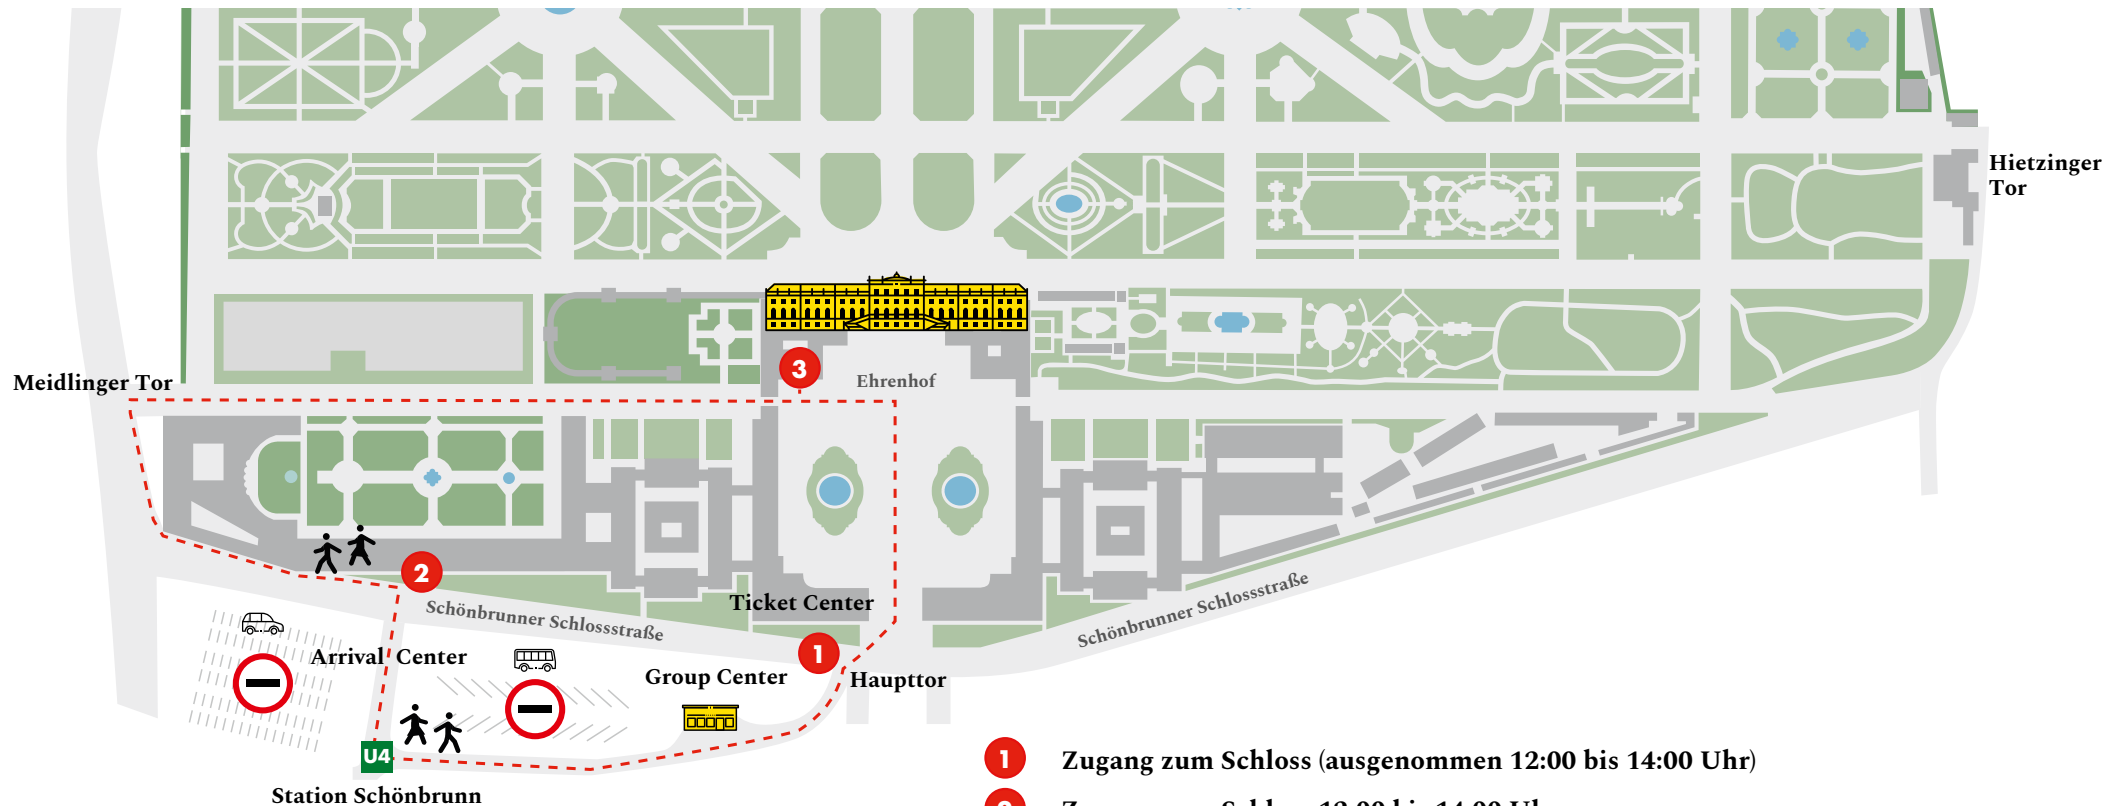 Hietzinger
Tor
Meidlinger Tor
3
Ehrenhof
2
Schönbrunner Schlossstraße
Ticket Center
Schönbrunner Schlossstraße
1
Arrival Center
Group Center
Haupttor
U4
Station Schönbrunn
1 Zugang zum Schloss (ausgenommen 12:00 bis 14:00 Uhr)